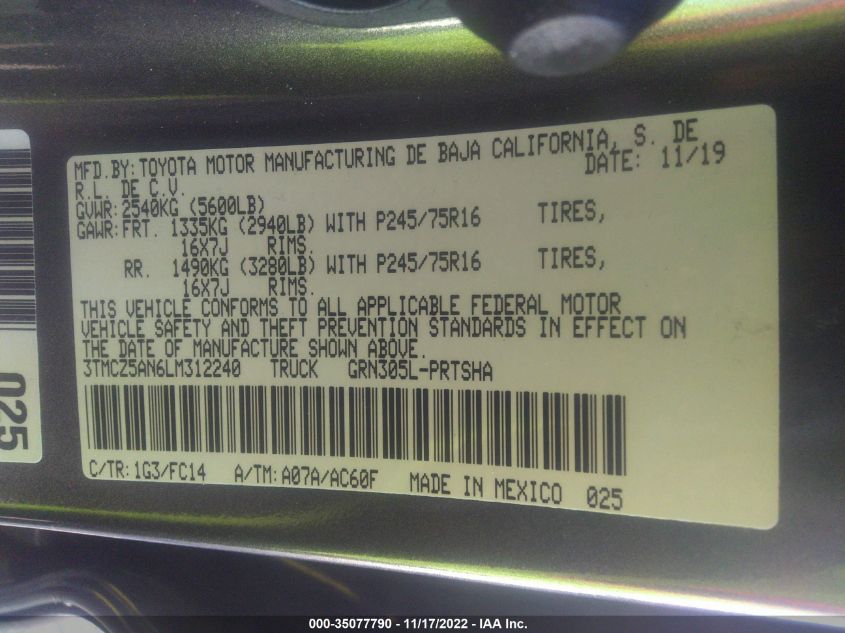 MFD.BY: TOYOTA MOTOR MANUFACTURING DE BAJA CALIFORNIA, S. DE
R.L. DE C.V. DATE: 11/19
GVWR: 2540KG (5600LB)
GAWR: FRT. 1335KG (2940LB) WITH P245/75R16 TIRES,
16X7J RIMS.
RR. 1490KG (3280LB) WITH P245/75R16 TIRES,
16X7J RIMS.
THIS VEHICLE CONFORMS TO ALL APPLICABLE FEDERAL MOTOR
VEHICLE SAFETY AND THEFT PREVENTION STANDARDS IN EFFECT ON
THE DATE OF MANUFACTURE SHOWN ABOVE.
3TMCZ5AN6LM312240 TRUCK GRN305L-PRTSHA
C/TR: 1G3/FC14 A/TM: A07A/AC60F MADE IN MEXICO 025
025
000-35077790 - 11/17/2022 - IAA Inc.